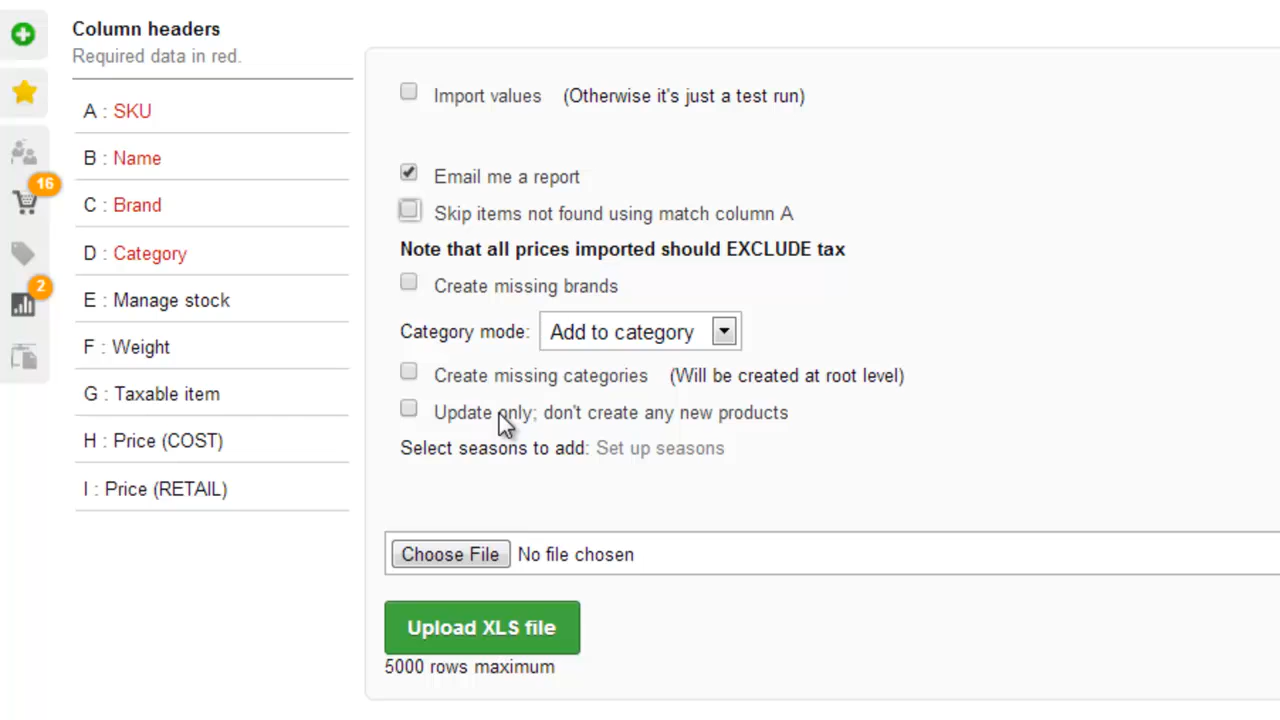 Column headers
Required data in red.
A : SKU
B : Name
C : Brand
D : Category
E : Manage stock
F : Weight
G : Taxable item
H : Price (COST)
I : Price (RETAIL)
16
2
Import values (Otherwise it's just a test run)
Email me a report
Skip items not found using match column A
Note that all prices imported should EXCLUDE tax
Create missing brands
Category mode: Add to category
Create missing categories (Will be created at root level)
Update only; don't create any new products
Select seasons to add: Set up seasons
Choose File No file chosen
Upload XLS file
5000 rows maximum